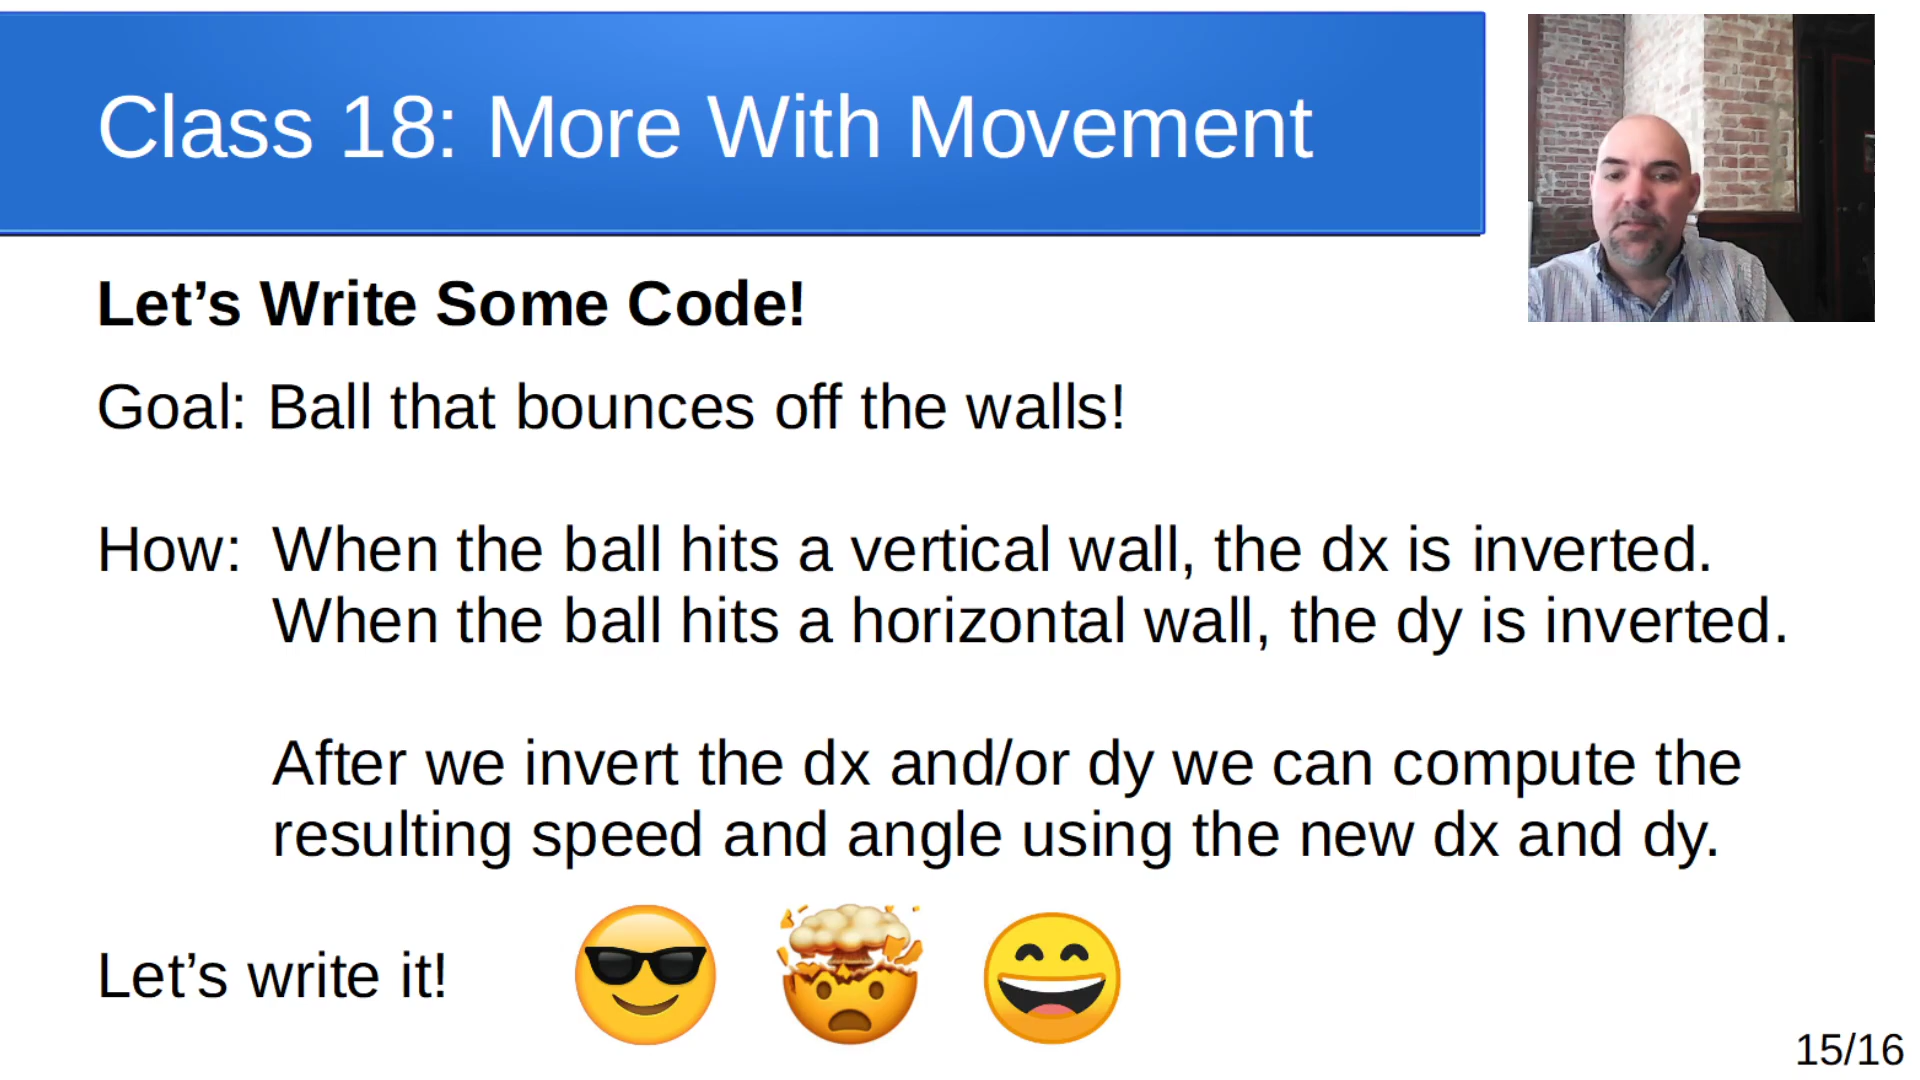 Class 18: More With Movement
Let’s Write Some Code!
Goal: Ball that bounces off the walls!
How: When the ball hits a vertical wall, the dx is inverted.
When the ball hits a horizontal wall, the dy is inverted.
After we invert the dx and/or dy we can compute the
resulting speed and angle using the new dx and dy.
Let’s write it!
15/16